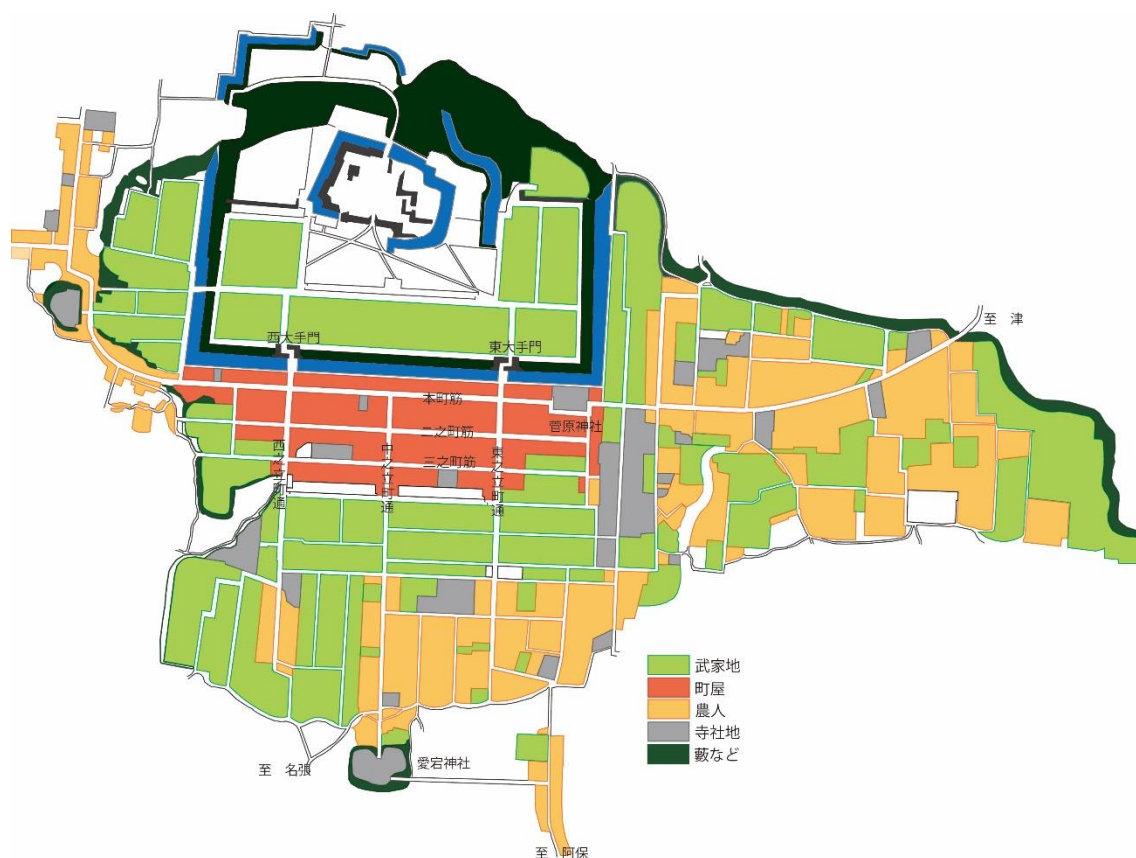 至 津
西大手門
東大手門
本町筋
菅原神社
二之町筋
三之町筋
西之立町通
中之立町通
東之立町通
武家地
町屋
農人
寺社地
藪など
愛宕神社
至 名張
至 阿保